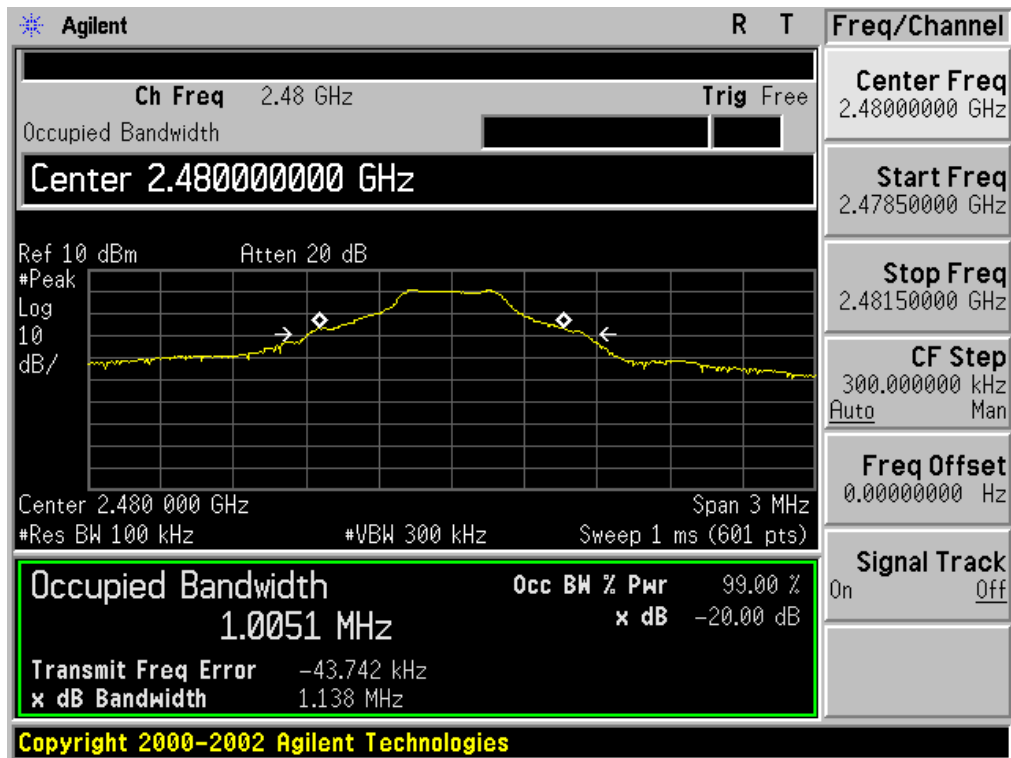 Agilent R T
Freq/Channel
Ch Freq 2.48 GHz Trig Free
Occupied Bandwidth
Center 2.480000000 GHz
Ref 10 dBm Atten 20 dB
#Peak
Log
10
dB/
Center 2.480 000 GHz Span 3 MHz
#Res BW 100 kHz #VBW 300 kHz Sweep 1 ms (601 pts)
Occupied Bandwidth
1.0051 MHz
Occ BW % Pwr 99.00 %
x dB -20.00 dB
Transmit Freq Error -43.742 kHz
x dB Bandwidth 1.138 MHz
Center Freq
2.48000000 GHz
Start Freq
2.47850000 GHz
Stop Freq
2.48150000 GHz
CF Step
300.000000 kHz
Auto Man
Freq Offset
0.00000000 Hz
Signal Track
On Off
Copyright 2000-2002 Agilent Technologies